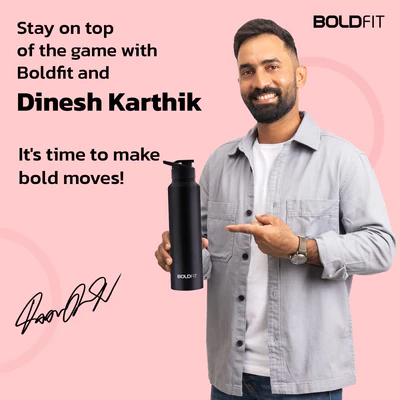 BOLDFIT
Stay on top
of the game with
Boldfit and
Dinesh Karthik
It's time to make
bold moves!
BOLDFIT